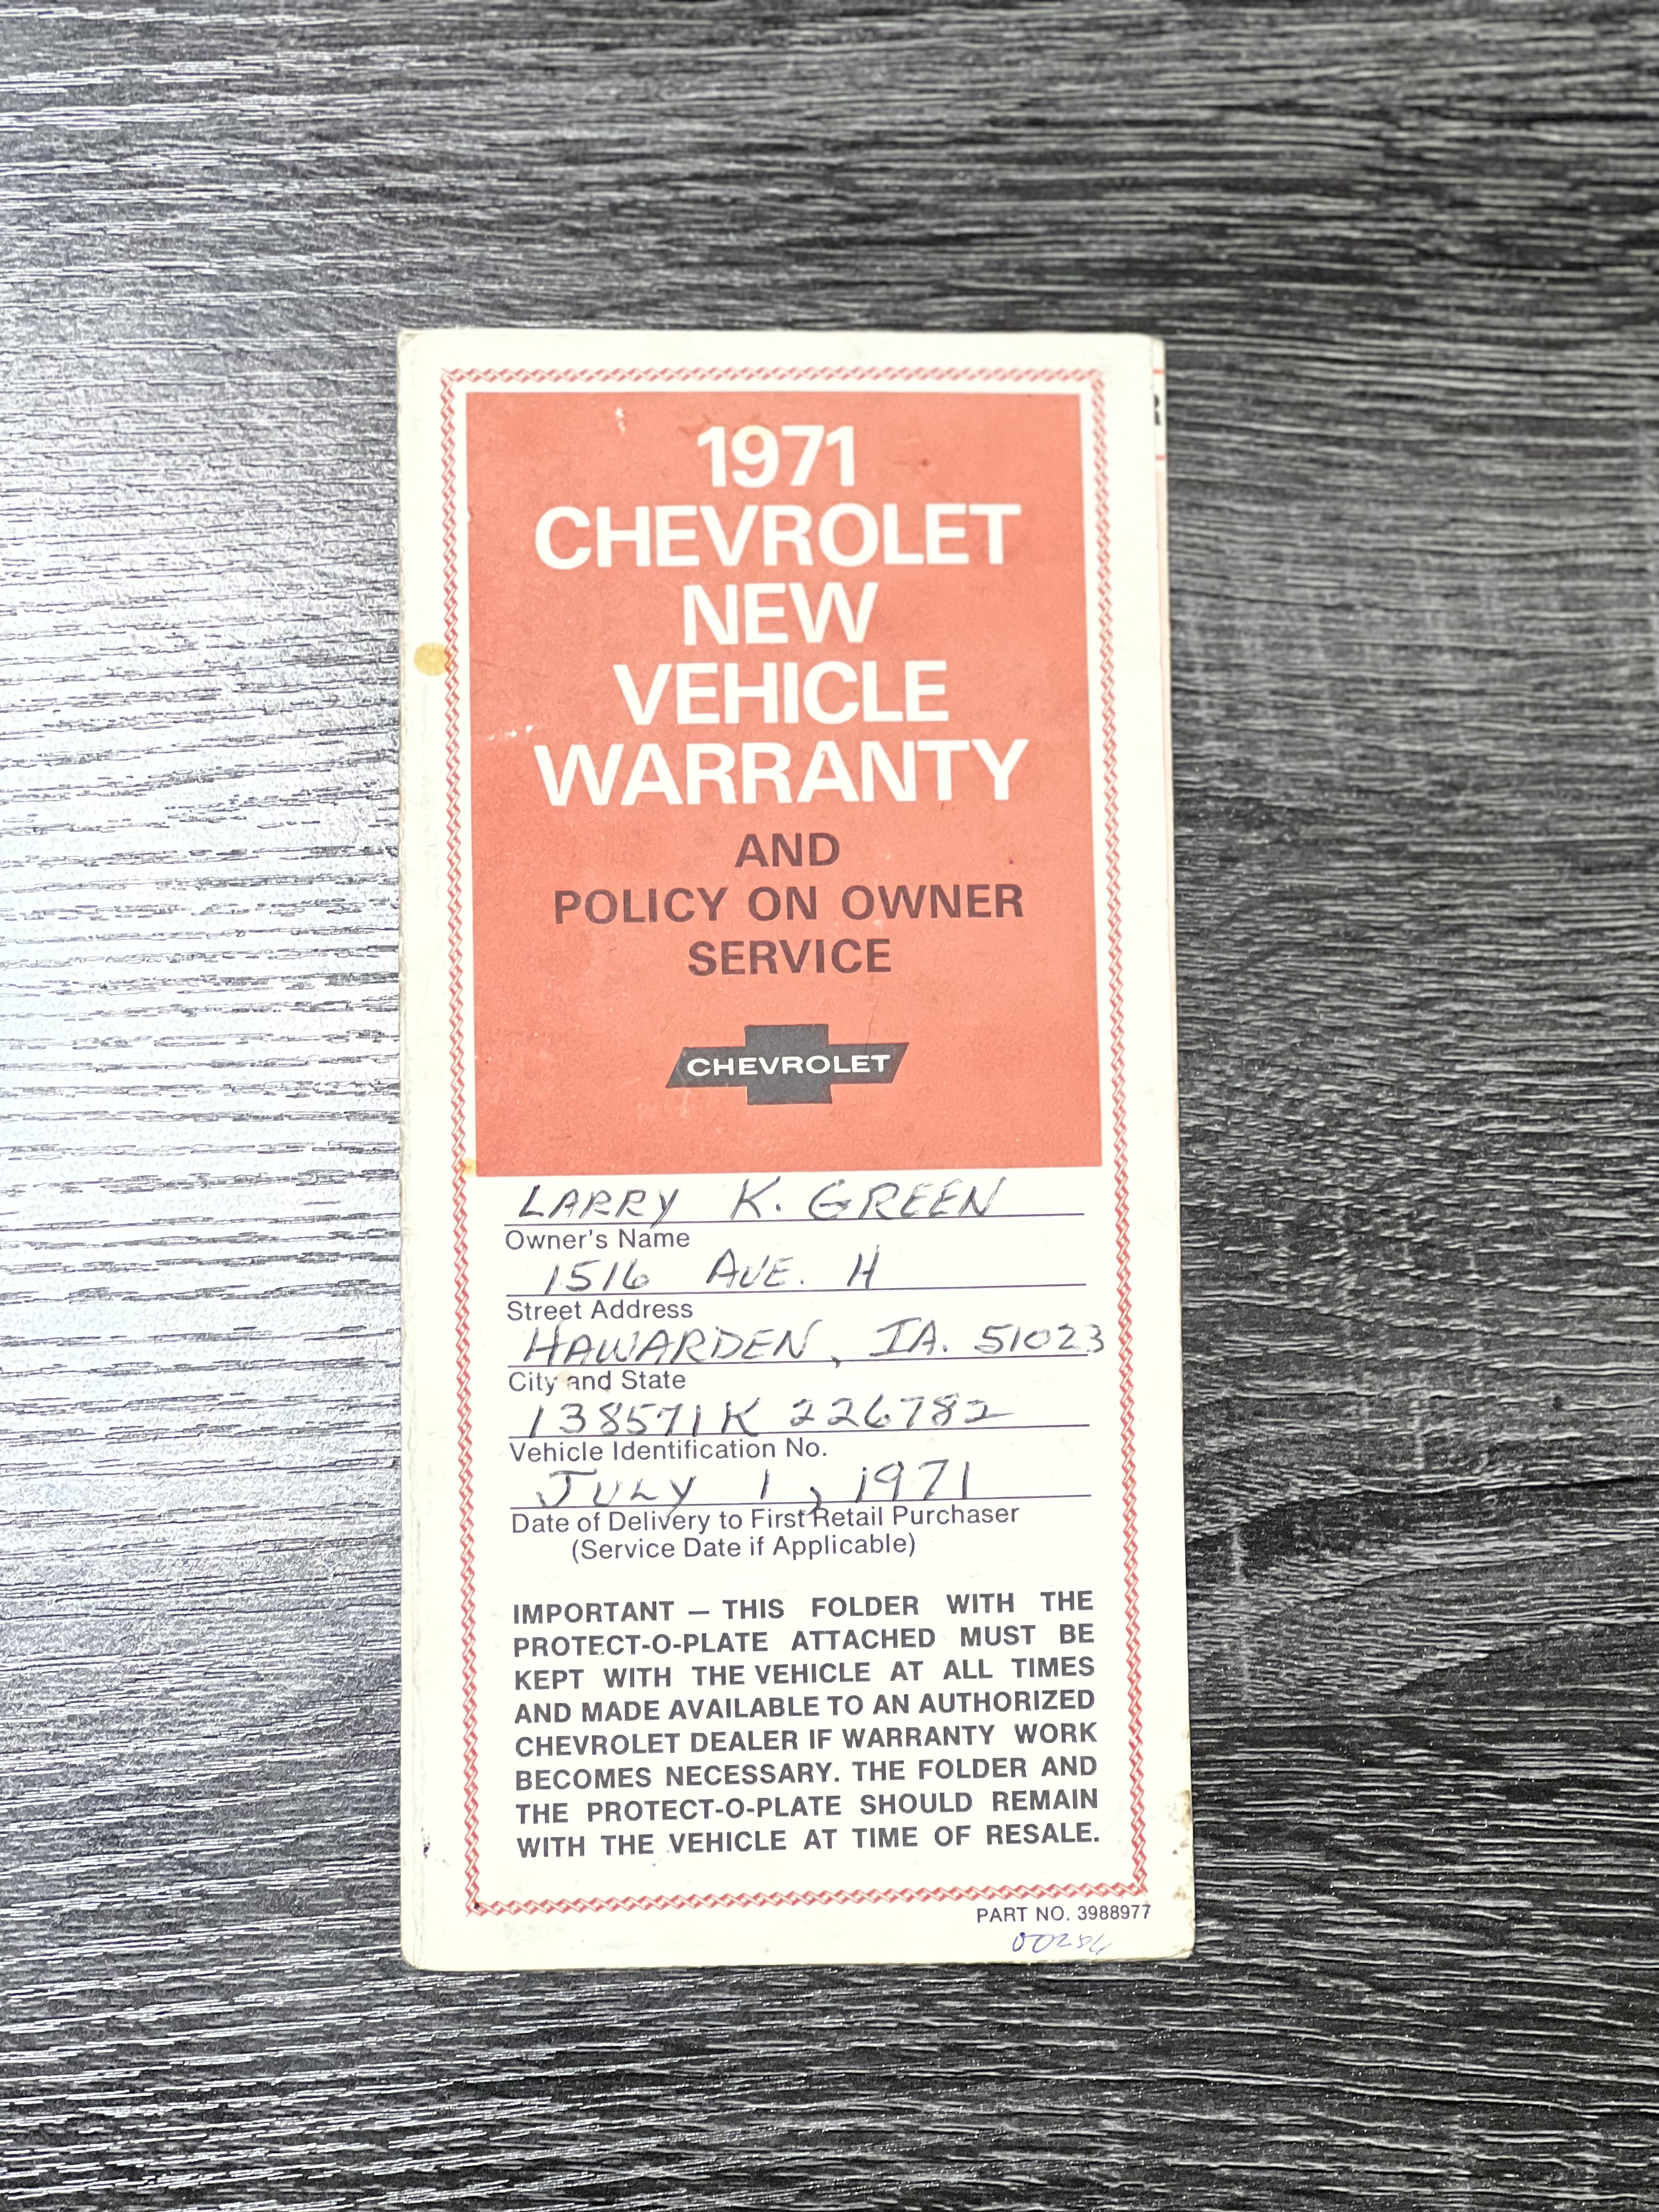 1971
CHEVROLET
NEW
VEHICLE
WARRANTY
AND
POLICY ON OWNER
SERVICE
CHEVROLET
LARRY K. GREEN
Owner's Name
1516 AVE. H
Street Address
HAWARDEN, IA. 51023
City and State
138571K 226782
Vehicle Identification No.
JULY 1, 1971
Date of Delivery to First Retail Purchaser
(Service Date if Applicable)
IMPORTANT — THIS FOLDER WITH THE
PROTECT-O-PLATE ATTACHED MUST BE
KEPT WITH THE VEHICLE AT ALL TIMES
AND MADE AVAILABLE TO AN AUTHORIZED
CHEVROLET DEALER IF WARRANTY WORK
BECOMES NECESSARY. THE FOLDER AND
THE PROTECT-O-PLATE SHOULD REMAIN
WITH THE VEHICLE AT TIME OF RESALE.
PART NO. 3988977